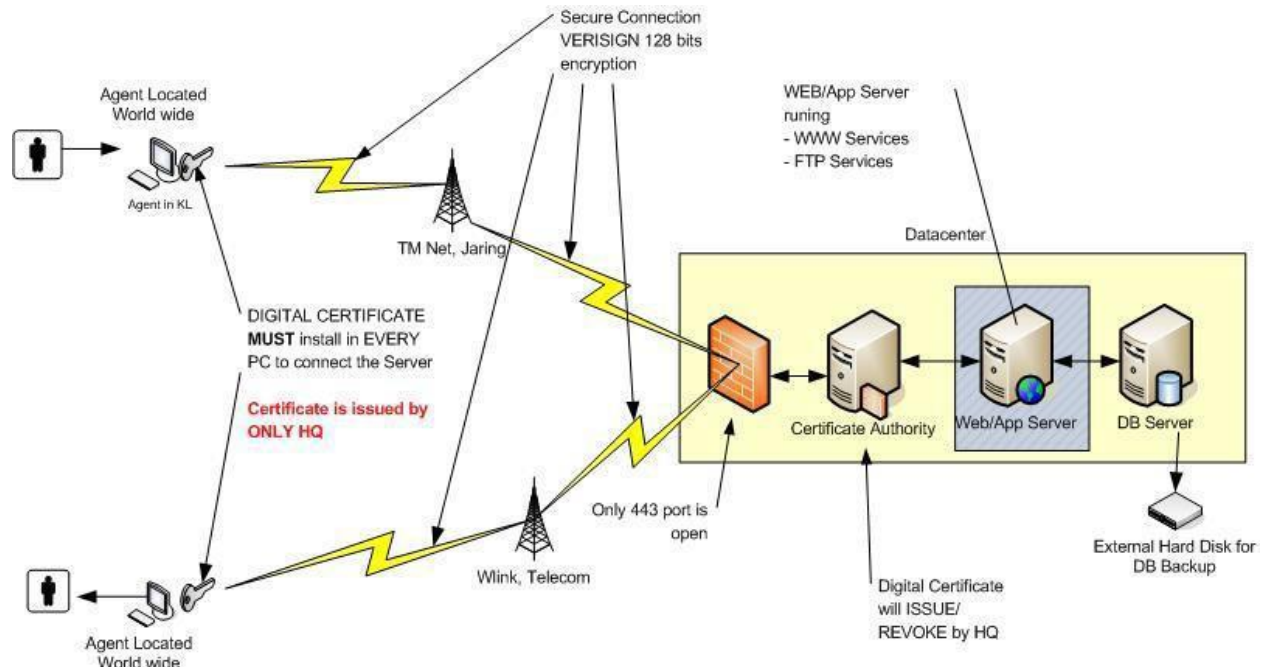 Secure Connection
VERISIGN 128 bits
encryption
Agent Located
World wide
Agent in KL
TM Net, Jaring
WEB/App Server
runing
- WWW Services
- FTP Services
Datacenter
DIGITAL CERTIFICATE
MUST install in EVERY
PC to connect the Server
Certificate is issued by
ONLY HQ
Certificate Authority
Web/App Server
DB Server
Only 443 port is
open
Wlink, Telecom
External Hard Disk for
DB Backup
Digital Certificate
will ISSUE/
REVOKE by HQ
Agent Located
World wide